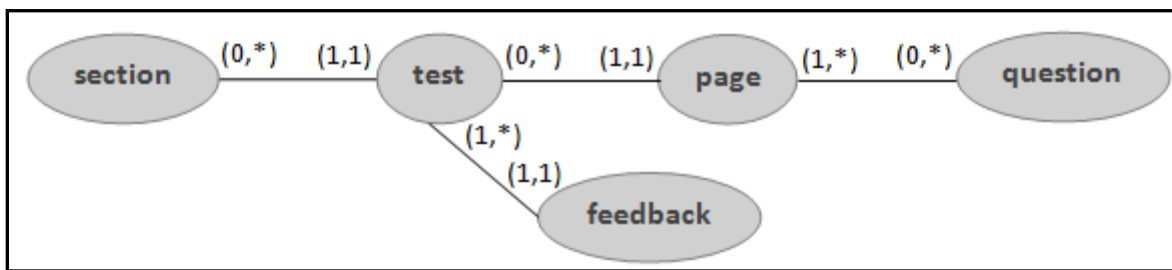 section (0,*) (1,1) test (0,*) (1,1) page (1,*) (0,*) question
(1,*)
(1,1)
feedback